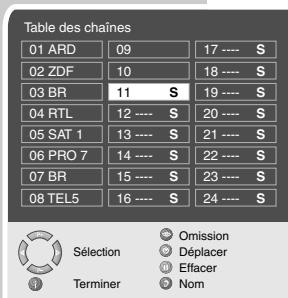 Table des chaînes
01 ARD 09 17 ---- S
02 ZDF 10 18 ---- S
03 BR 11 S 19 ---- S
04 RTL 12 ---- S 20 ---- S
05 SAT 1 13 ---- S 21 ---- S
06 PRO 7 14 ---- S 22 ---- S
07 BR 15 ---- S 23 ---- S
08 TEL5 16 ---- S 24 ---- S
Sélection
Terminer
Omission
Déplacer
Effacer
Nom